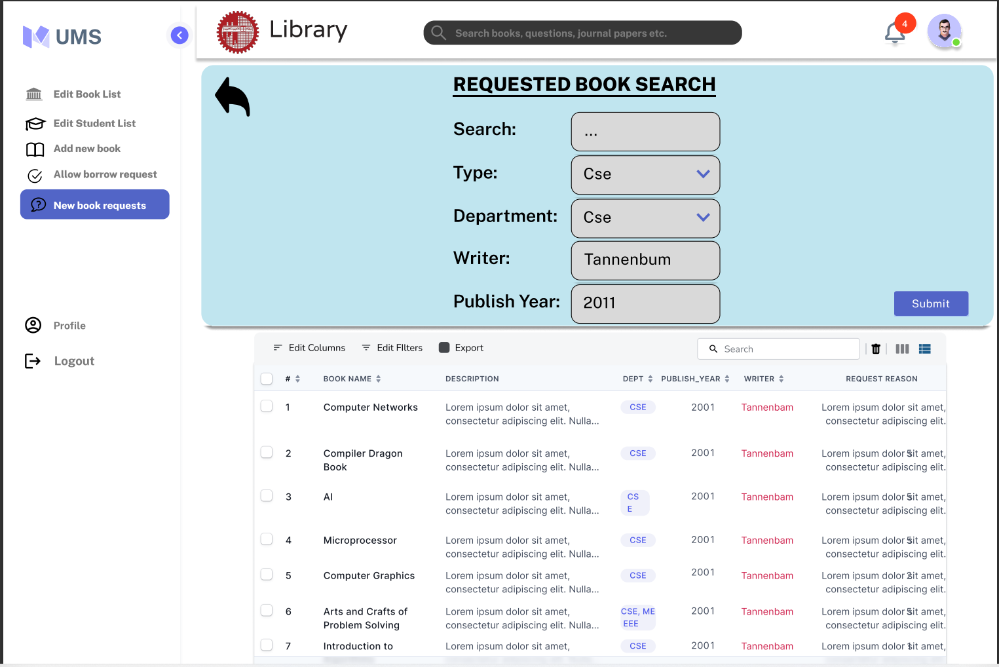 UMS
Library
Search books, questions, journal papers etc.
4
Edit Book List
Edit Student List
Add new book
Allow borrow request
New book requests
Profile
Logout
REQUESTED BOOK SEARCH
Search: ...
Type: Cse
Department: Cse
Writer: Tannenbum
Publish Year: 2011
Submit
Edit Columns Edit FIlters Export Search
# BOOK NAME DESCRIPTION DEPT PUBLISH_YEAR WRITER REQUEST REASON
1 Computer Networks Lorem ipsum dolor sit amet, CSE 2001 Tannenbam Lorem ipsum dolor sit amet,
consectetur adipiscing elit. Nulla... consectetur adipiscing elit.
2 Compiler Dragon Lorem ipsum dolor sit amet, CSE 2001 Tannenbam Lorem ipsum dolor sit amet,
Book consectetur adipiscing elit. Nulla... consectetur adipiscing elit.
3 AI Lorem ipsum dolor sit amet, CS 2001 Tannenbam Lorem ipsum dolor sit amet,
consectetur adipiscing elit. Nulla... E consectetur adipiscing elit.
4 Microprocessor Lorem ipsum dolor sit amet, CSE 2001 Tannenbam Lorem ipsum dolor sit amet,
consectetur adipiscing elit. Nulla... consectetur adipiscing elit.
5 Computer Graphics Lorem ipsum dolor sit amet, CSE 2001 Tannenbam Lorem ipsum dolor sit amet,
consectetur adipiscing elit. Nulla... consectetur adipiscing elit.
6 Arts and Crafts of Lorem ipsum dolor sit amet, CSE, ME 2001 Tannenbam Lorem ipsum dolor sit amet,
Problem Solving consectetur adipiscing elit. Nulla... EEE consectetur adipiscing elit.
7 Introduction to Lorem ipsum dolor sit amet, CSE 2001 Tannenbam Lorem ipsum dolor sit amet,